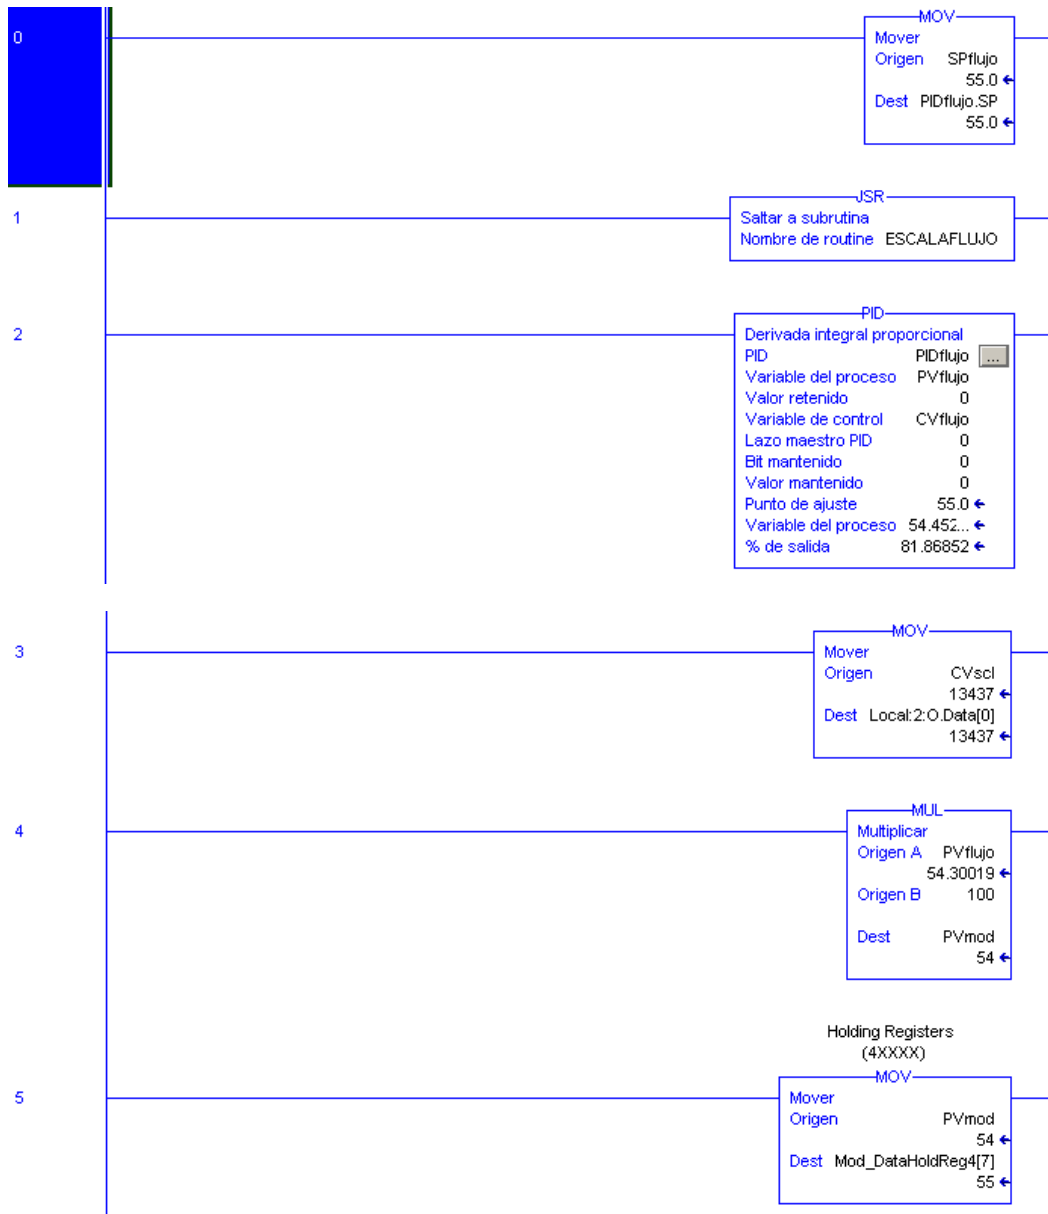 0
MOV
Mover
Origen SPflujo
55.0
Dest PIDflujo.SP
55.0
1
JSR
Saltar a subrutina
Nombre de routine ESCALAFLUJO
2
PID
Derivada integral proporcional
PID PIDflujo ...
Variable del proceso PVflujo
Valor retenido 0
Variable de control CVflujo
Lazo maestro PID 0
Bit mantenido 0
Valor mantenido 0
Punto de ajuste 55.0
Variable del proceso 54.452...
% de salida 81.86852
3
MOV
Mover
Origen CVscl
13437
Dest Local:2:O.Data[0]
13437
4
MUL
Multiplicar
Origen A PVflujo
54.30019
Origen B 100
Dest PVmod
54
Holding Registers
(4XXXX)
5
MOV
Mover
Origen PVmod
54
Dest Mod_DataHoldReg4[7]
55